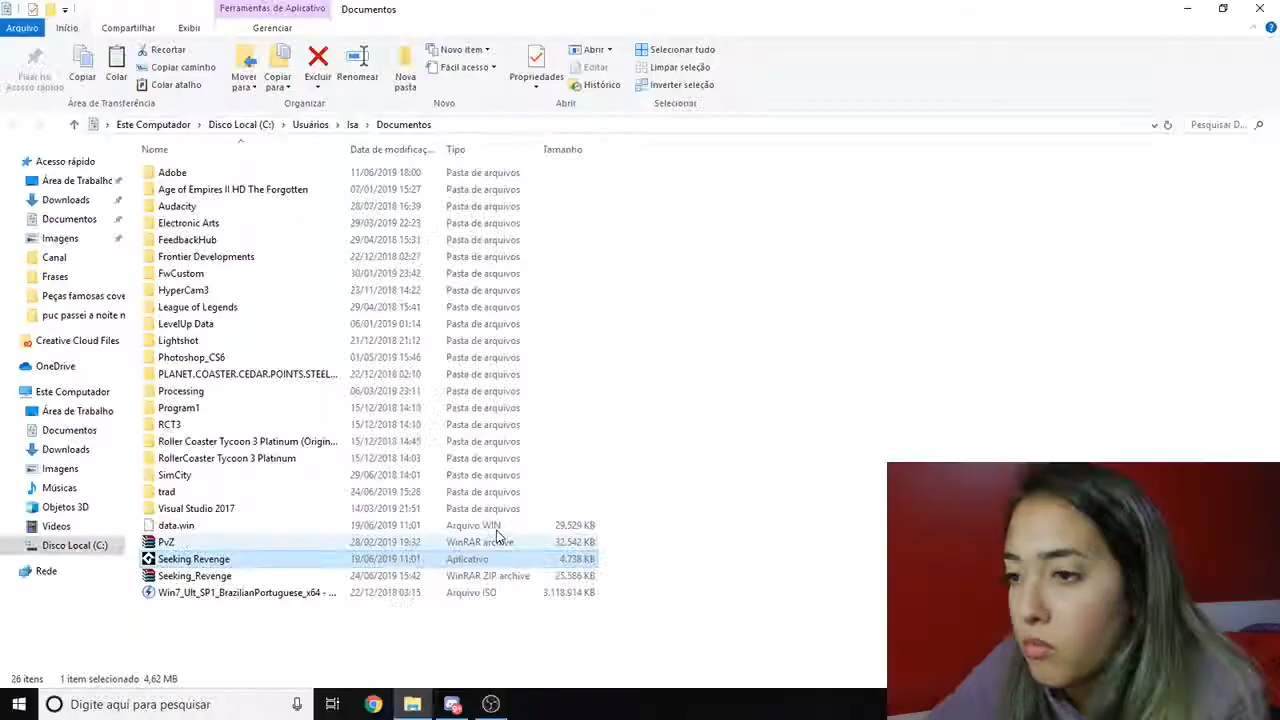 Ferramentas de Aplicativo
Documentos
Arquivo
Início
Compartilhar
Exibir
Gerenciar
Fixar no
Acesso rápido
Copiar
Colar
Recortar
Copiar caminho
Colar atalho
Área de Transferência
Mover
para
Copiar
para
Excluir
Renomear
Organizar
Nova
pasta
Novo item
Fácil acesso
Novo
Propriedades
Abrir
Editar
Histórico
Abrir
Selecionar tudo
Limpar seleção
Inverter seleção
Selecionar
Este Computador > Disco Local (C:) > Usuários > Isa > Documentos
Pesquisar D...
Acesso rápido
Área de Trabalho
Downloads
Documentos
Imagens
Canal
Frases
Peças famosas cove
puc passei a noite n
Creative Cloud Files
OneDrive
Este Computador
Área de Trabalho
Documentos
Downloads
Imagens
Músicas
Objetos 3D
Vídeos
Disco Local (C:)
Rede
Nome Data de modificaç... Tipo Tamanho
Adobe 11/06/2019 18:00 Pasta de arquivos
Age of Empires II HD The Forgotten 07/01/2019 15:27 Pasta de arquivos
Audacity 28/07/2018 16:39 Pasta de arquivos
Electronic Arts 29/03/2019 22:23 Pasta de arquivos
FeedbackHub 29/04/2018 15:31 Pasta de arquivos
Frontier Developments 22/12/2018 02:27 Pasta de arquivos
FwCustom 30/01/2019 23:42 Pasta de arquivos
HyperCam3 23/11/2018 14:22 Pasta de arquivos
League of Legends 29/04/2018 15:41 Pasta de arquivos
LevelUp Data 06/01/2019 01:14 Pasta de arquivos
Lightshot 21/12/2018 21:12 Pasta de arquivos
Photoshop_CS6 01/05/2019 15:46 Pasta de arquivos
PLANET.COASTER.CEDAR.POINTS.STEEL... 22/12/2018 02:10 Pasta de arquivos
Processing 06/03/2019 23:11 Pasta de arquivos
Program1 15/12/2018 14:10 Pasta de arquivos
RCT3 15/12/2018 14:10 Pasta de arquivos
Roller Coaster Tycoon 3 Platinum (Origin... 15/12/2018 14:48 Pasta de arquivos
RollerCoaster Tycoon 3 Platinum 15/12/2018 14:03 Pasta de arquivos
SimCity 29/06/2018 14:01 Pasta de arquivos
trad 24/06/2019 15:28 Pasta de arquivos
Visual Studio 2017 14/03/2019 21:51 Pasta de arquivos
data.win 19/06/2019 11:01 Arquivo WIN 29.529 KB
PvZ 28/02/2019 19:32 WinRAR archive 32.542 KB
Seeking Revenge 19/06/2019 11:01 Aplicativo 4.738 KB
Seeking_Revenge 24/06/2019 15:42 WinRAR ZIP archive 25.586 KB
Win7_Ult_SP1_BrazilianPortuguese_x64 - ... 22/12/2018 03:15 Arquivo ISO 3.118.914 KB
26 itens 1 item selecionado 4,62 MB
Digite aqui para pesquisar